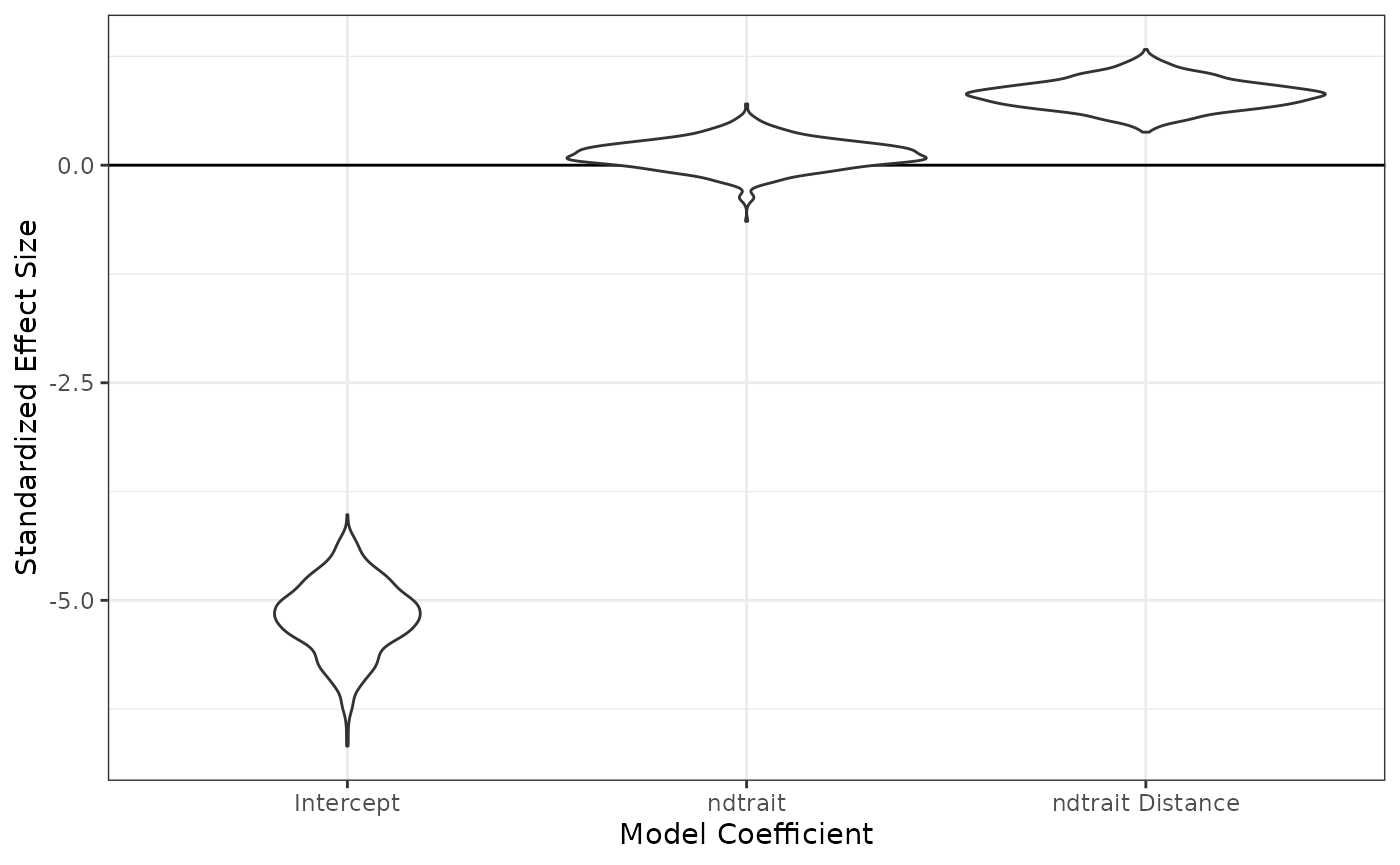 Standardized Effect Size
0.0
-2.5
-5.0
Intercept
ndtrait
ndtrait Distance
Model Coefficient